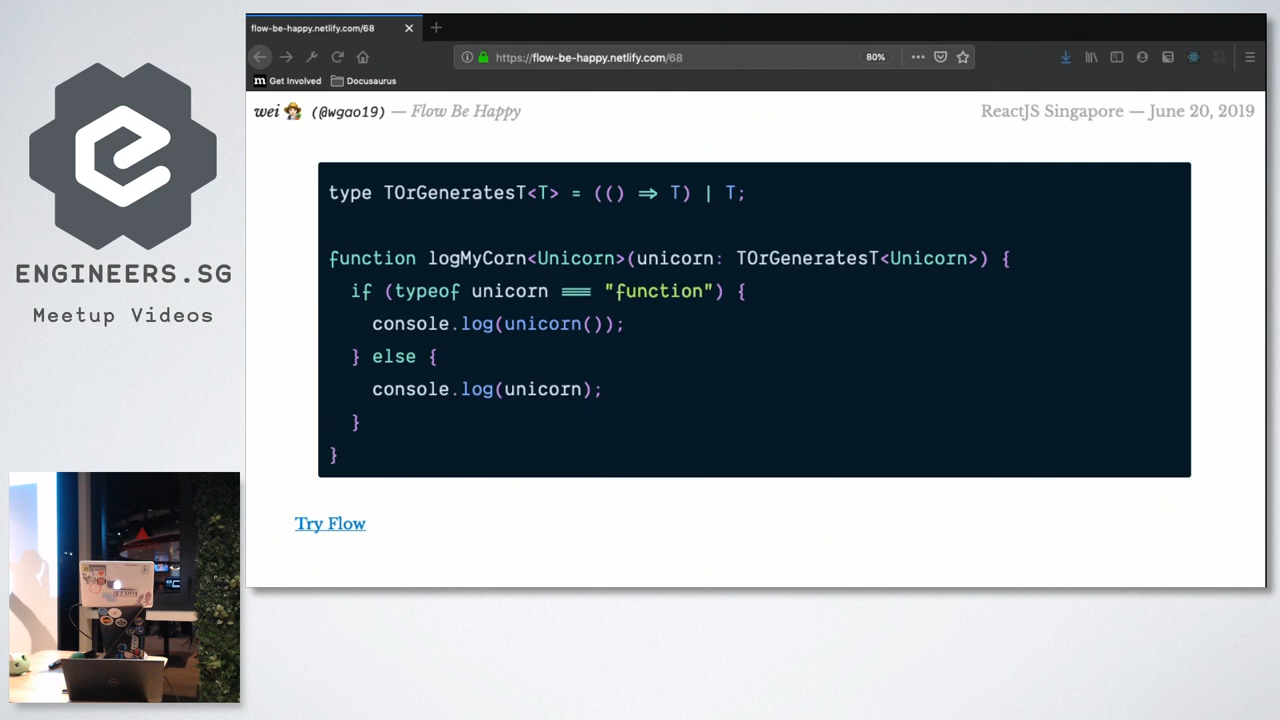 flow-be-happy.netlify.com/68
https://flow-be-happy.netlify.com/68
80%
m Get Involved
Docusaurus
wei (@wgao19) — Flow Be Happy
ReactJS Singapore — June 20, 2019
type TOrGeneratesT<T> = (() => T) | T;
function logMyCorn<Unicorn>(unicorn: TOrGeneratesT<Unicorn>) {
if (typeof unicorn === "function") {
console.log(unicorn());
} else {
console.log(unicorn);
}
}
Try Flow
ENGINEERS.SG
Meetup Videos